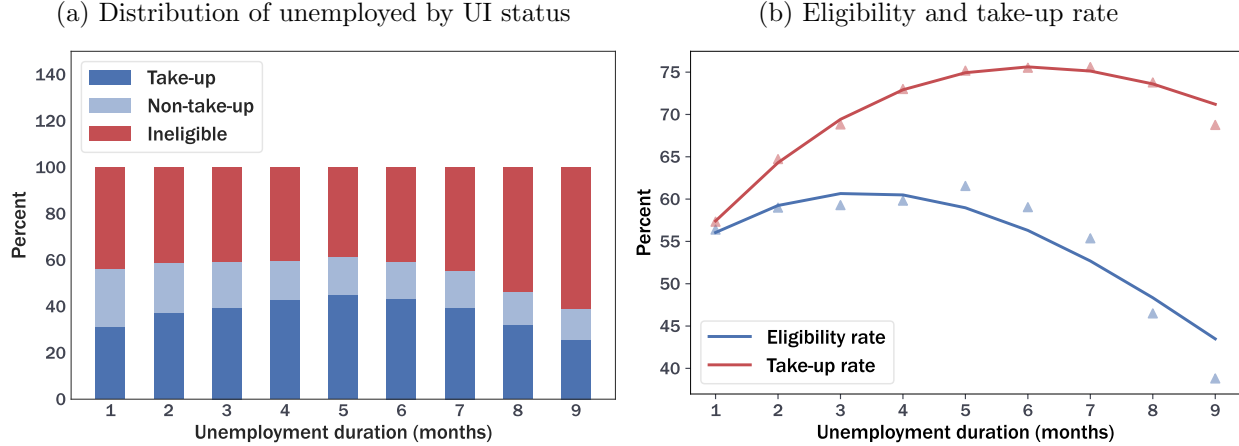 (a) Distribution of unemployed by UI status
140
120
100
80
60
40
20
0
Percent
Take-up
Non-take-up
Ineligible
1 2 3 4 5 6 7 8 9
Unemployment duration (months)
(b) Eligibility and take-up rate
75
70
65
60
55
50
45
40
Percent
Eligibility rate
Take-up rate
1 2 3 4 5 6 7 8 9
Unemployment duration (months)